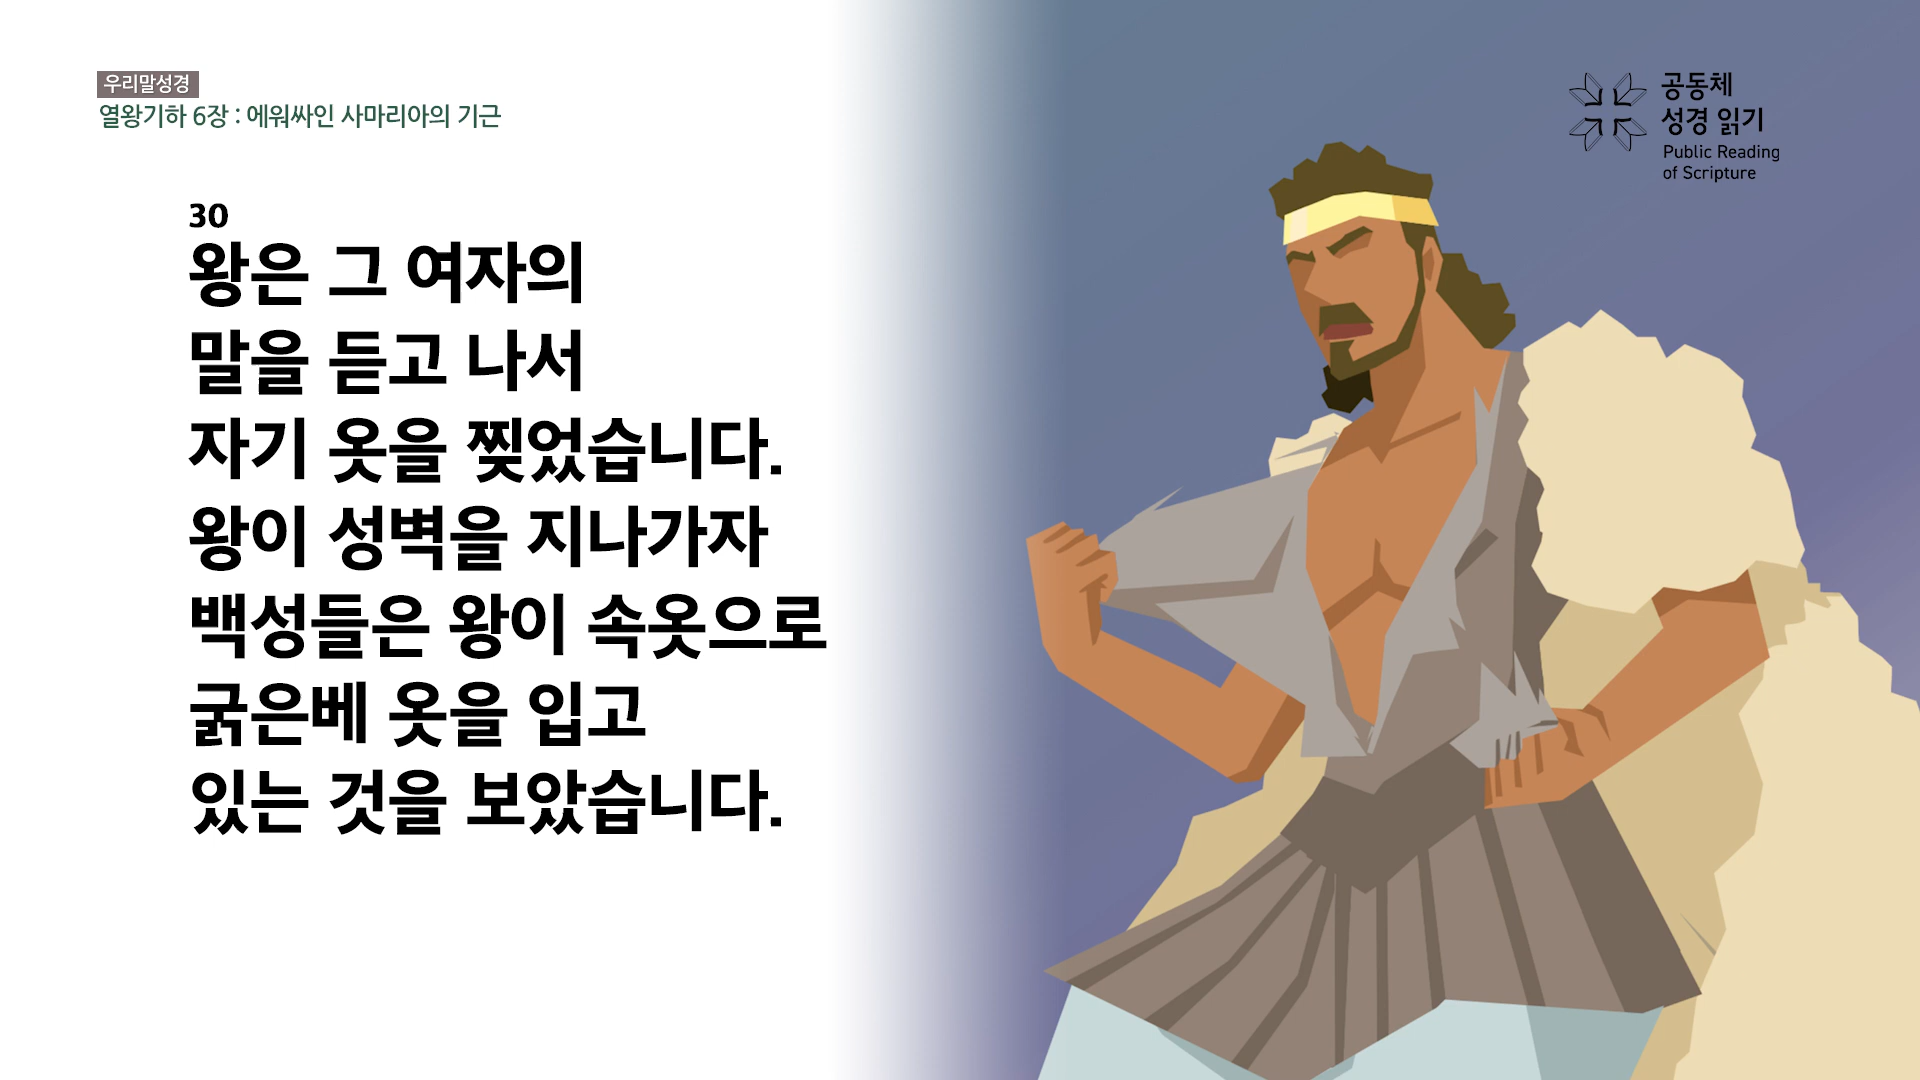 우리말성경
열왕기하 6장 : 에워싸인 사마리아의 기근
공동체
성경 읽기
Public Reading
of Scripture
30
왕은 그 여자의
말을 듣고 나서
자기 옷을 찢었습니다.
왕이 성벽을 지나가자
백성들은 왕이 속옷으로
굵은베 옷을 입고
있는 것을 보았습니다.